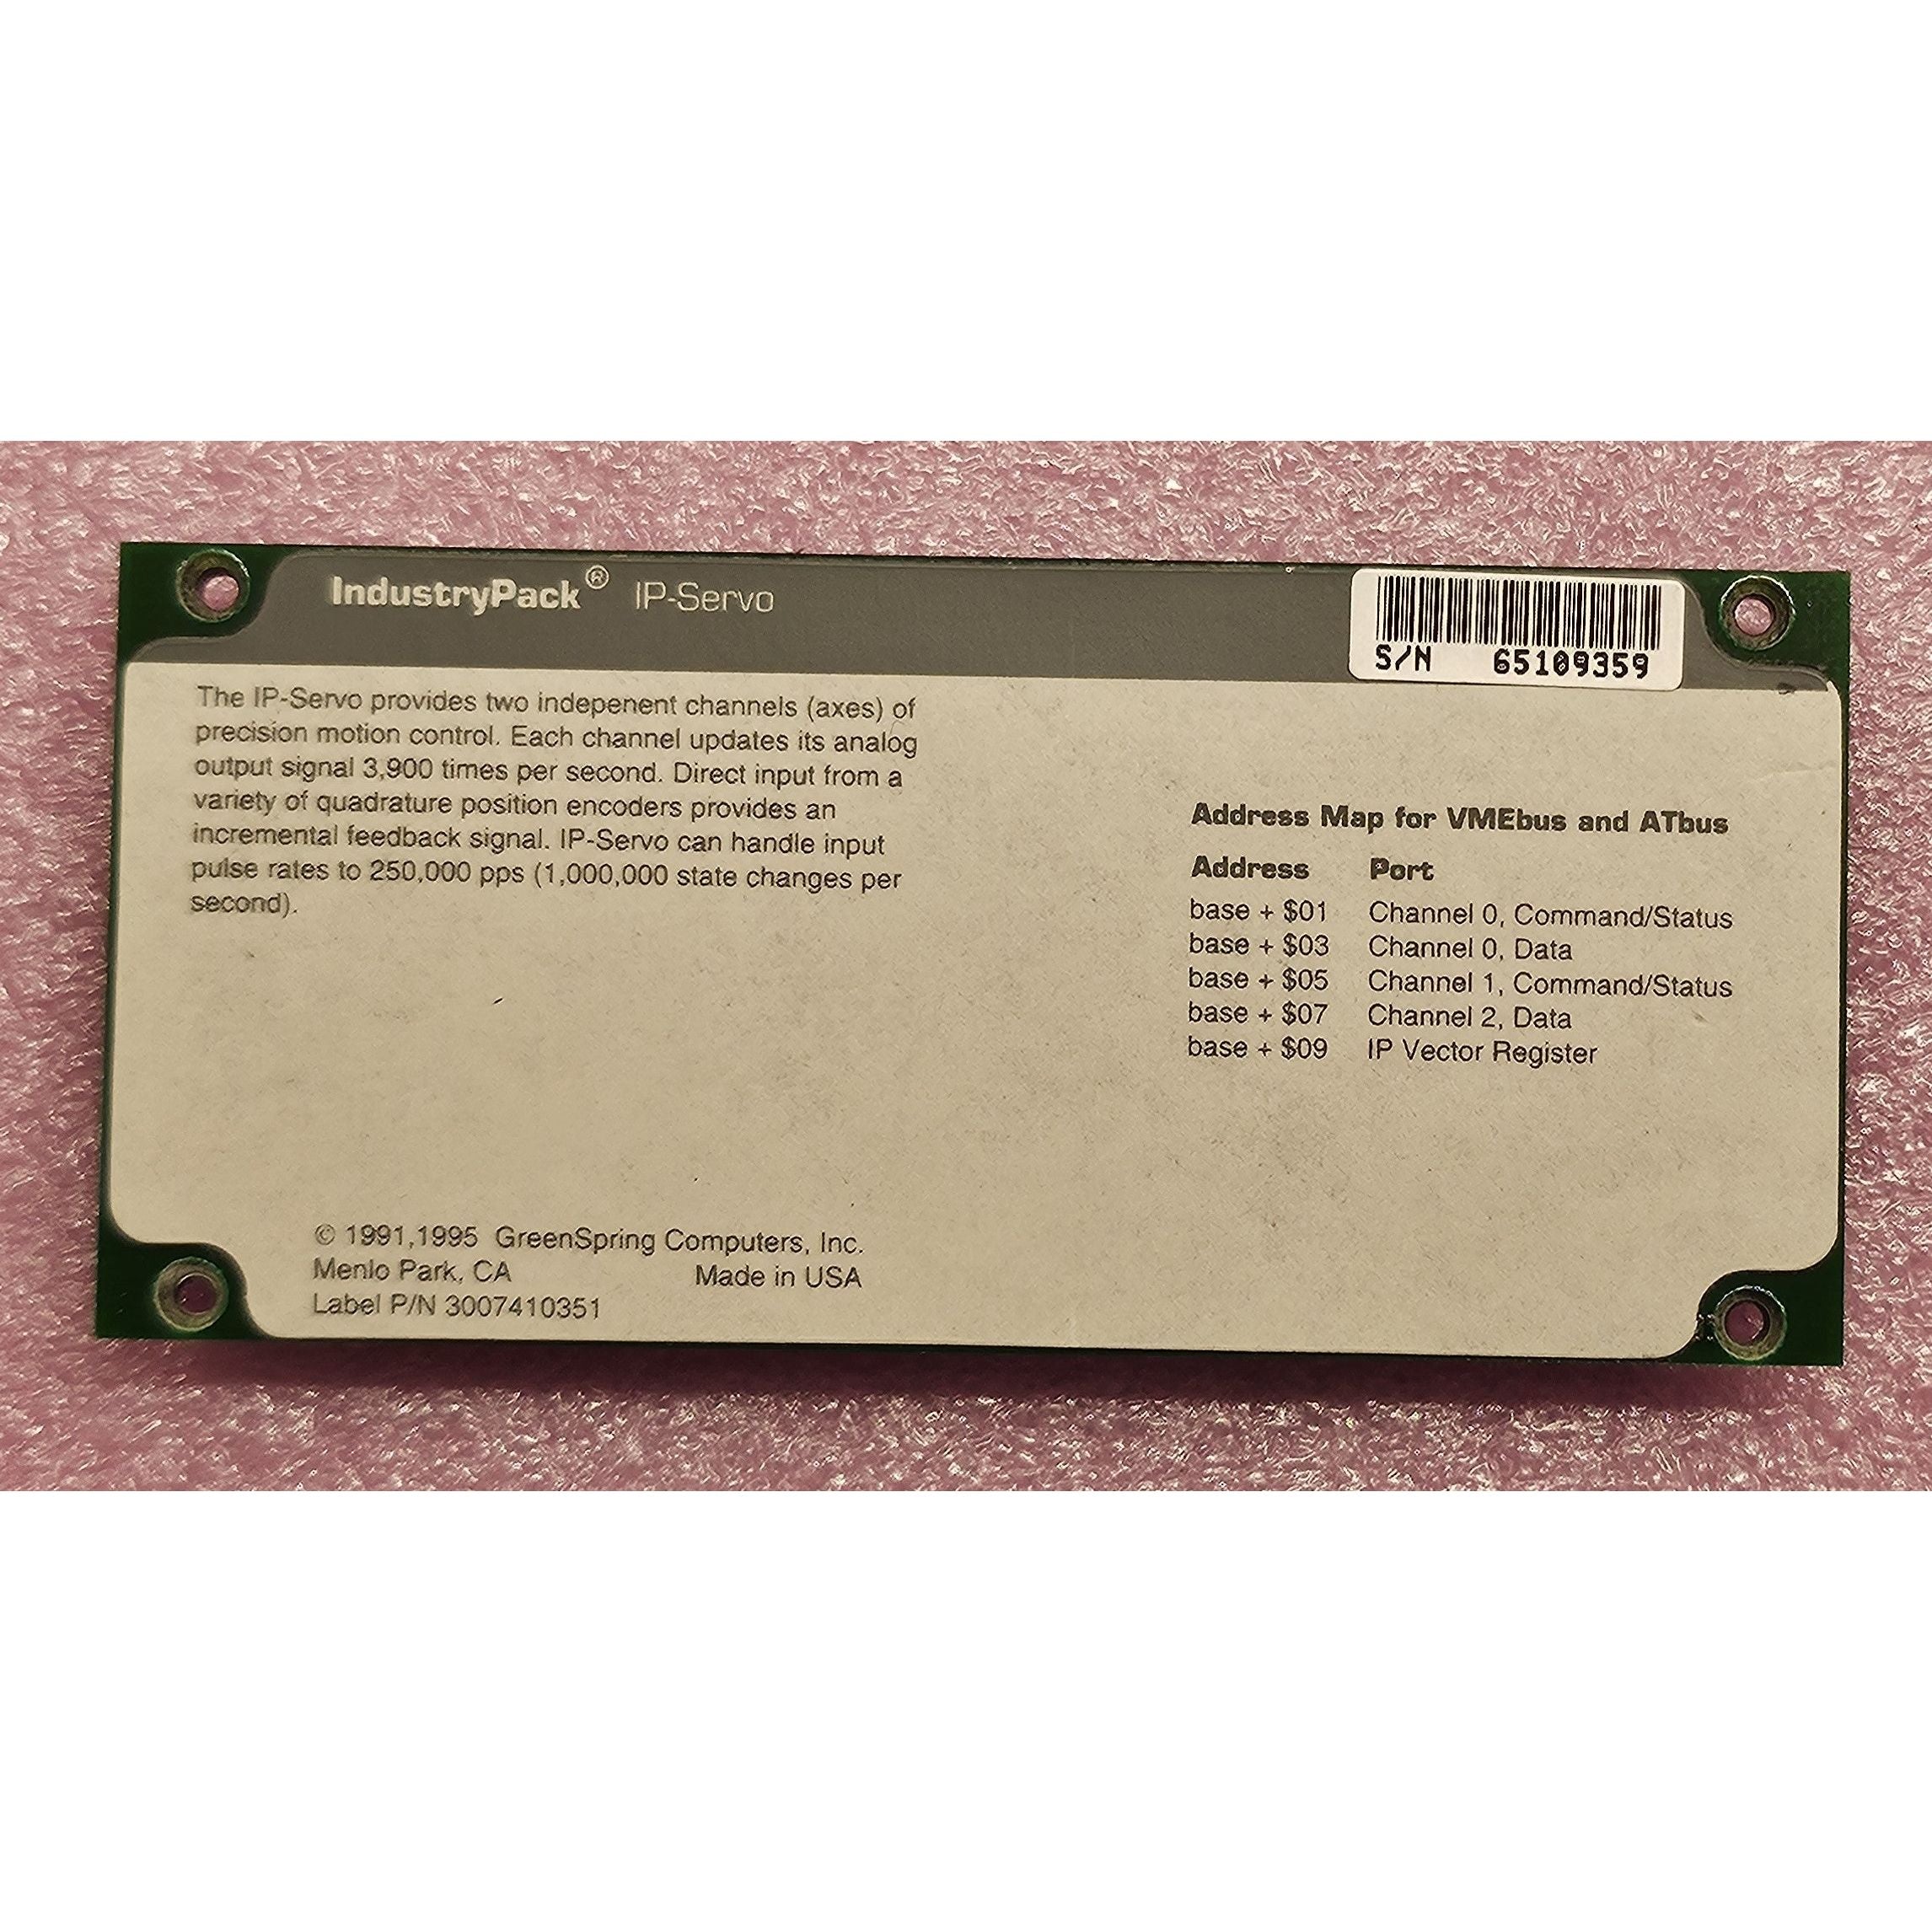 IndustryPack® IP-Servo
S/N 65109359
The IP-Servo provides two indepenent channels (axes) of
precision motion control. Each channel updates its analog
output signal 3,900 times per second. Direct input from a
variety of quadrature position encoders provides an
incremental feedback signal. IP-Servo can handle input
pulse rates to 250,000 pps (1,000,000 state changes per
second).
Address Map for VMEbus and ATbus
Address Port
base + $01 Channel 0, Command/Status
base + $03 Channel 0, Data
base + $05 Channel 1, Command/Status
base + $07 Channel 2, Data
base + $09 IP Vector Register
© 1991,1995 GreenSpring Computers, Inc.
Menlo Park, CA Made in USA
Label P/N 3007410351